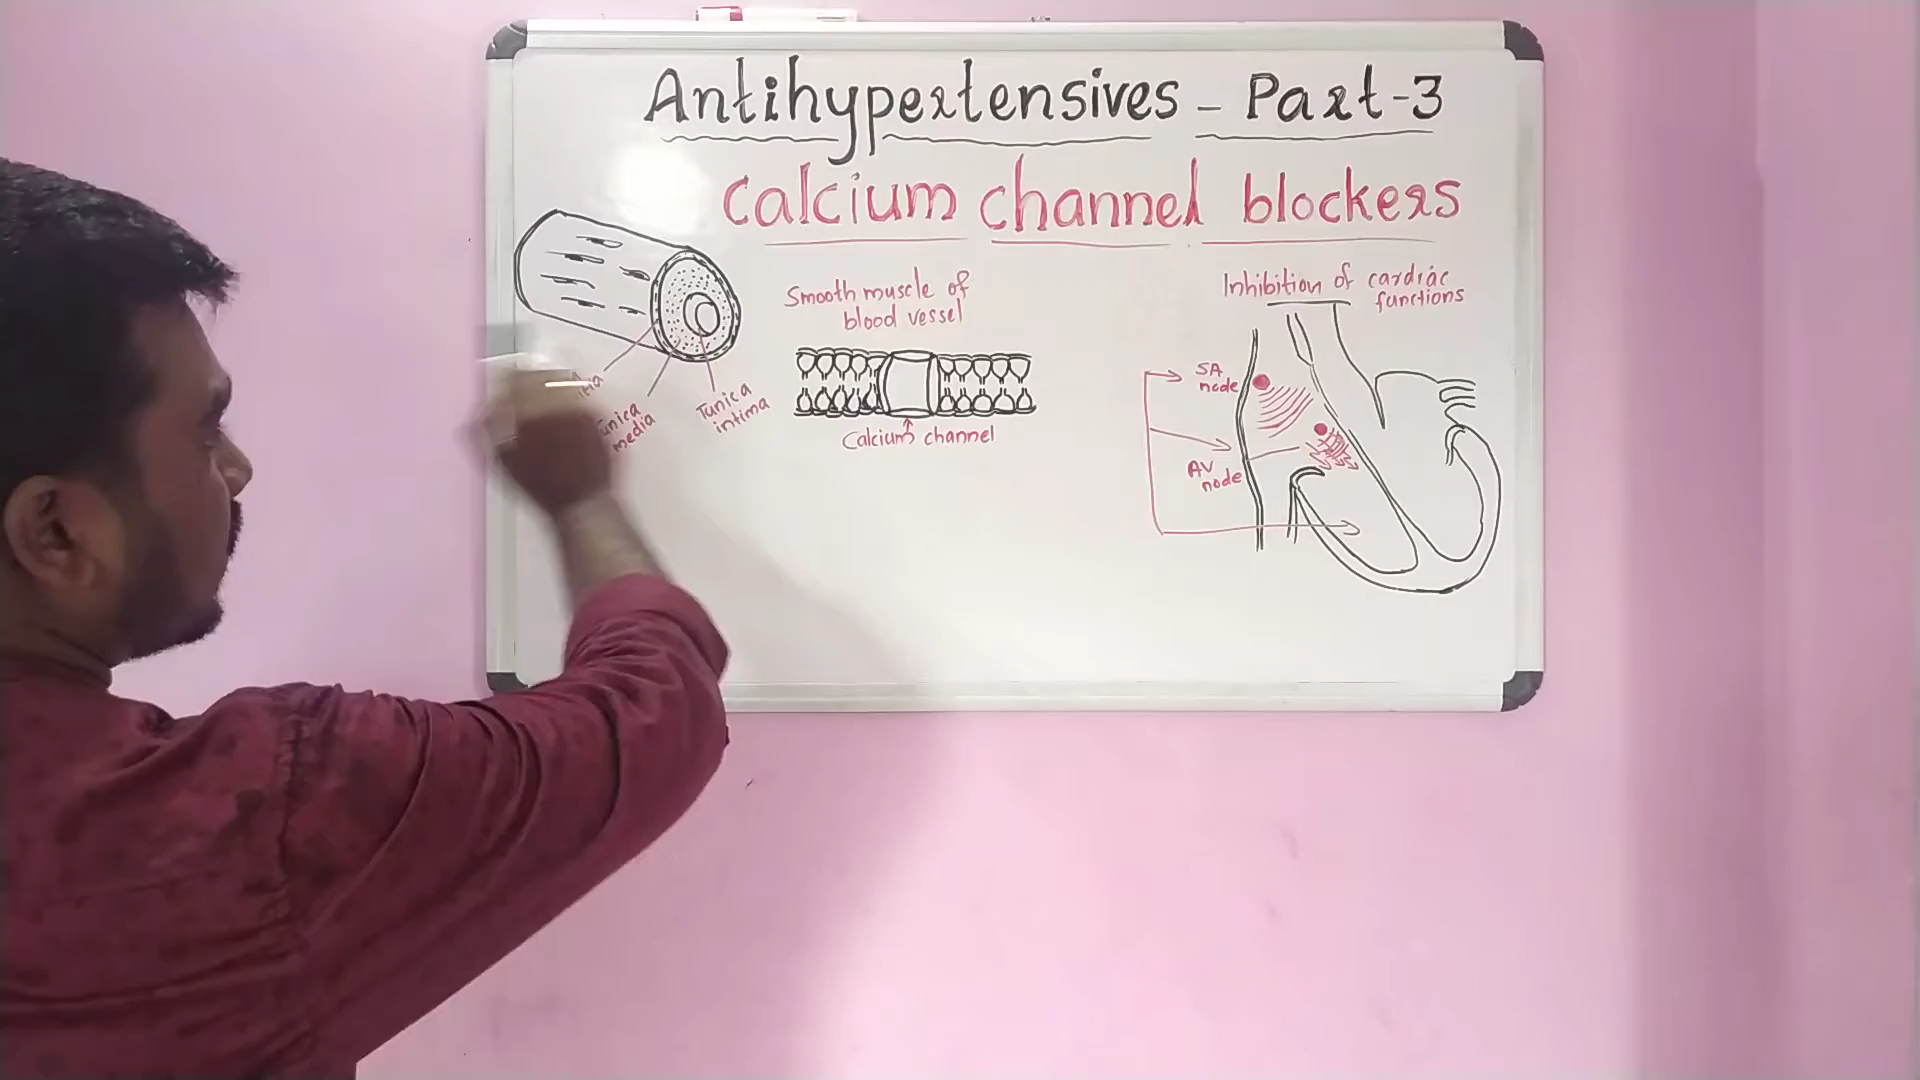 Antihypertensives - Part-3
Calcium channel blockers
Smooth muscle of
blood vessel
Calcium channel
Tunica
media
Tunica
intima
Inhibition of cardiac
functions
SA
node
AV
node